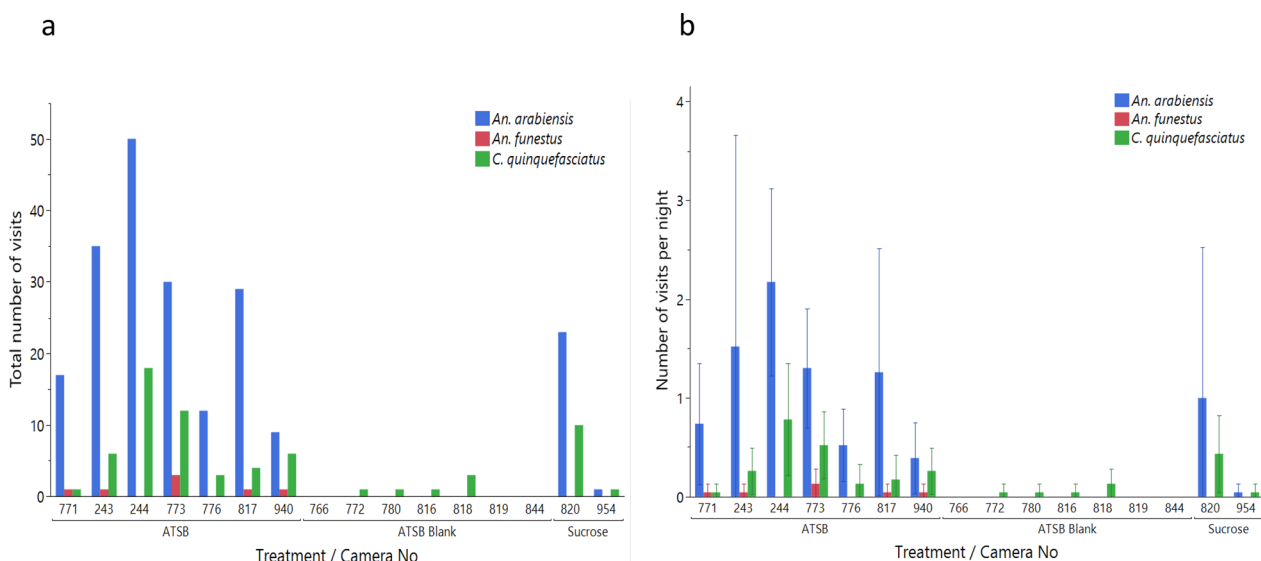 a
An. arabiensis
An. funestus
C. quinquefasciatus
Total number of visits
50
40
30
20
10
0
771 243 244 773 776 817 940 766 772 780 816 818 819 844 820 954
ATSB ATSB Blank Sucrose
Treatment / Camera No
b
An. arabiensis
An. funestus
C. quinquefasciatus
Number of visits per night
4
3
2
1
0
771 243 244 773 776 817 940 766 772 780 816 818 819 844 820 954
ATSB ATSB Blank Sucrose
Treatment / Camera No